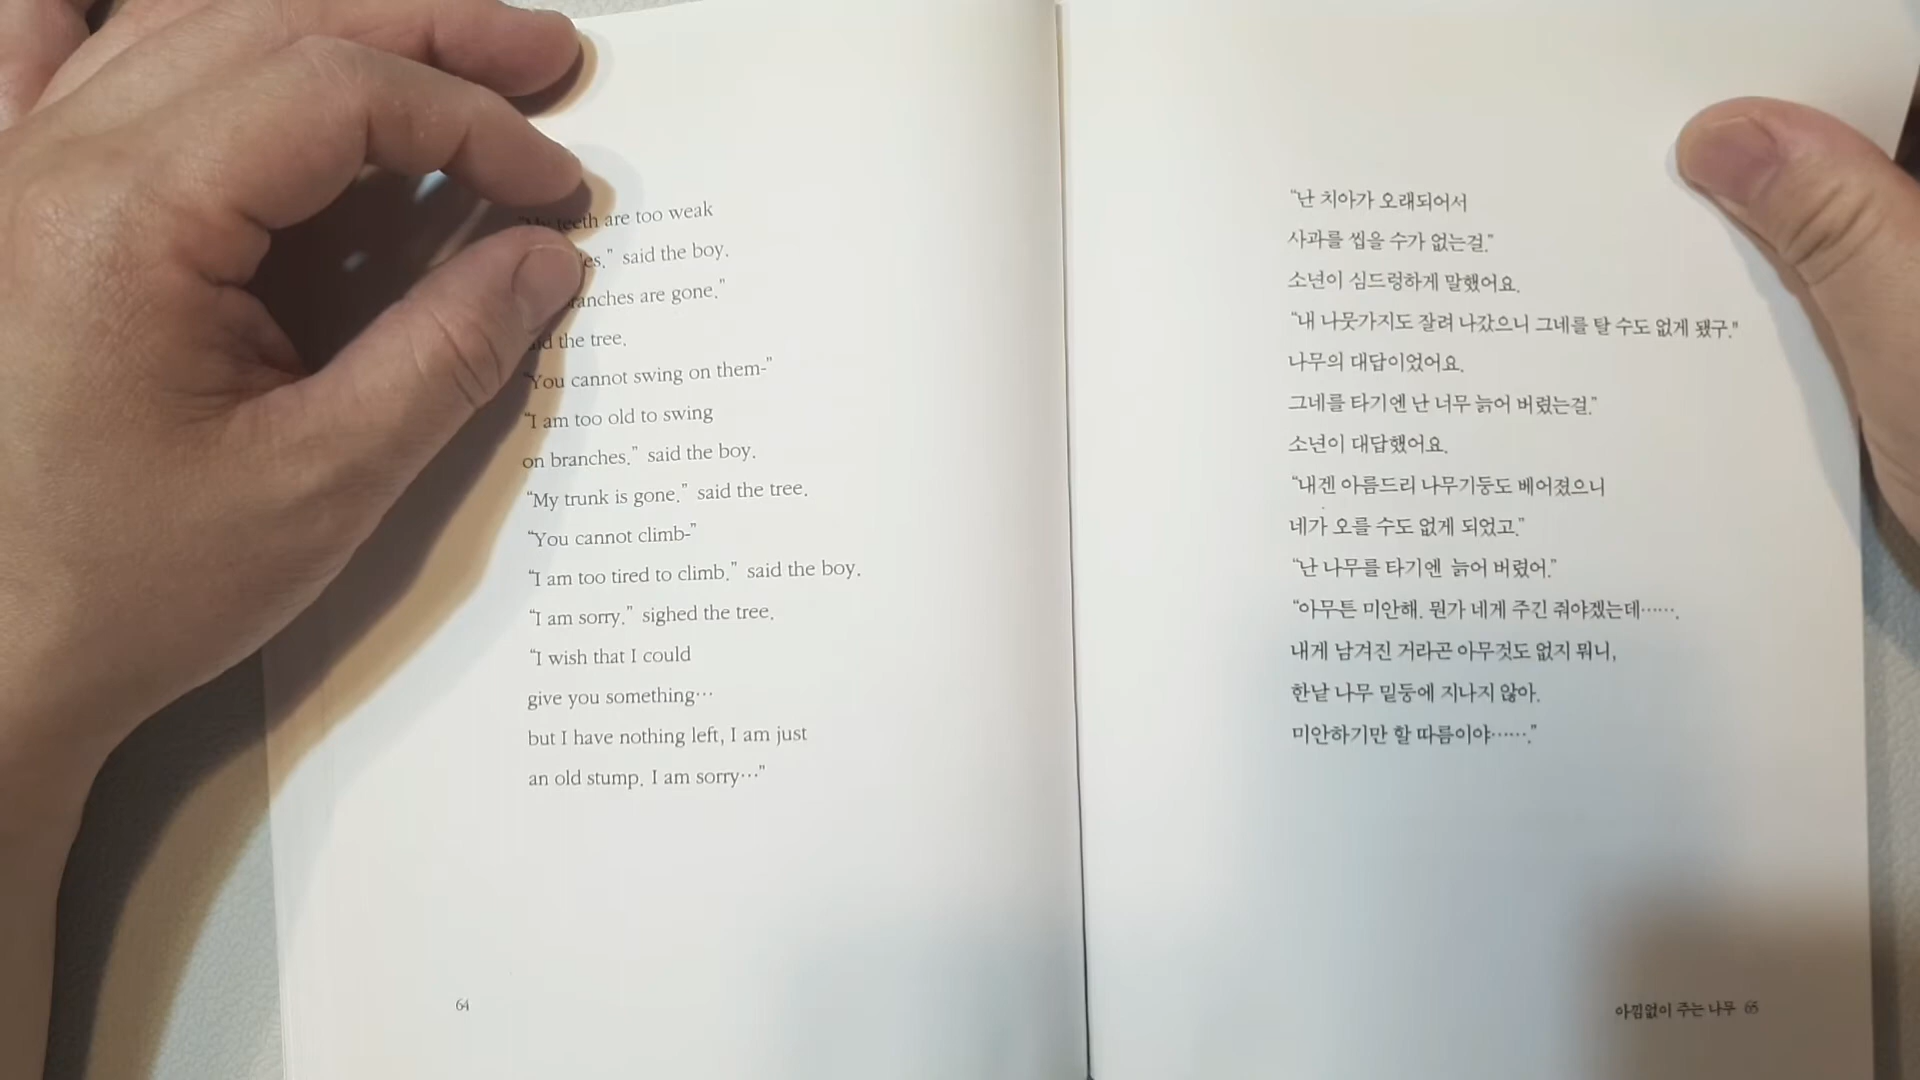 teeth are too weak
said the boy.
branches are gone."
said the tree.
"You cannot swing on them-"
"I am too old to swing
on branches." said the boy.
"My trunk is gone." said the tree.
"You cannot climb-"
"I am too tired to climb." said the boy.
"I am sorry." sighed the tree.
"I wish that I could
give you something…
but I have nothing left, I am just
an old stump. I am sorry…"
64
"난 치아가 오래되어서
사과를 씹을 수가 없는걸."
소년이 심드렁하게 말했어요.
"내 나뭇가지도 잘려 나갔으니 그네를 탈 수도 없게 됐구."
나무의 대답이었어요.
그네를 타기엔 난 너무 늙어 버렸는걸."
소년이 대답했어요.
"내겐 아름드리 나무기둥도 베어졌으니
네가 오를 수도 없게 되었고."
"난 나무를 타기엔 늙어 버렸어."
"아무튼 미안해. 뭔가 네게 주긴 줘야겠는데…….
내게 남겨진 거라곤 아무것도 없지 뭐니,
한낱 나무 밑둥에 지나지 않아.
미안하기만 할 따름이야……."
아낌없이 주는 나무 65